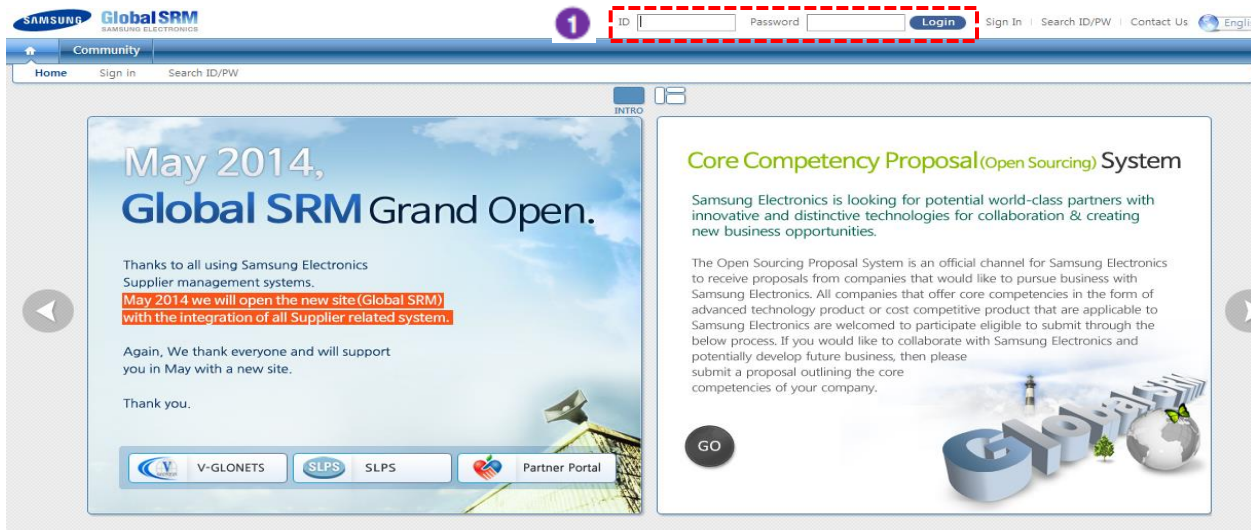 SAMSUNG Global SRM
SAMSUNG ELECTRONICS
1 ID Password Login Sign In Search ID/PW Contact Us
Community
Home Sign in Search ID/PW
INTRO
May 2014,
Global SRM Grand Open.
Thanks to all using Samsung Electronics
Supplier management systems.
May 2014 we will open the new site(Global SRM)
with the integration of all Supplier related system.
Again, We thank everyone and will support
you in May with a new site.
Thank you.
V-GLONETS SLPS SLPS Partner Portal
Core Competency Proposal(Open Sourcing) System
Samsung Electronics is looking for potential world-class partners with
innovative and distinctive technologies for collaboration & creating
new business opportunities.
The Open Sourcing Proposal System is an official channel for Samsung Electronics
to receive proposals from companies that would like to pursue business with
Samsung Electronics. All companies that offer core competencies in the form of
advanced technology product or cost competitive product that are applicable to
Samsung Electronics are welcomed to participate eligible to submit through the
below process. If you would like to collaborate with Samsung Electronics and
potentially develop future business, then please
submit a proposal outlining the core
competencies of your company.
GO
Global SRM